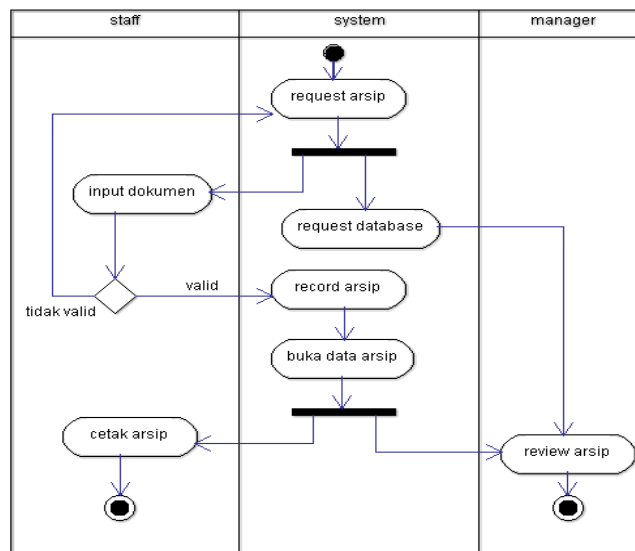 staff
system
manager
request arsip
input dokumen
request database
valid
record arsip
tidak valid
buka data arsip
cetak arsip
review arsip